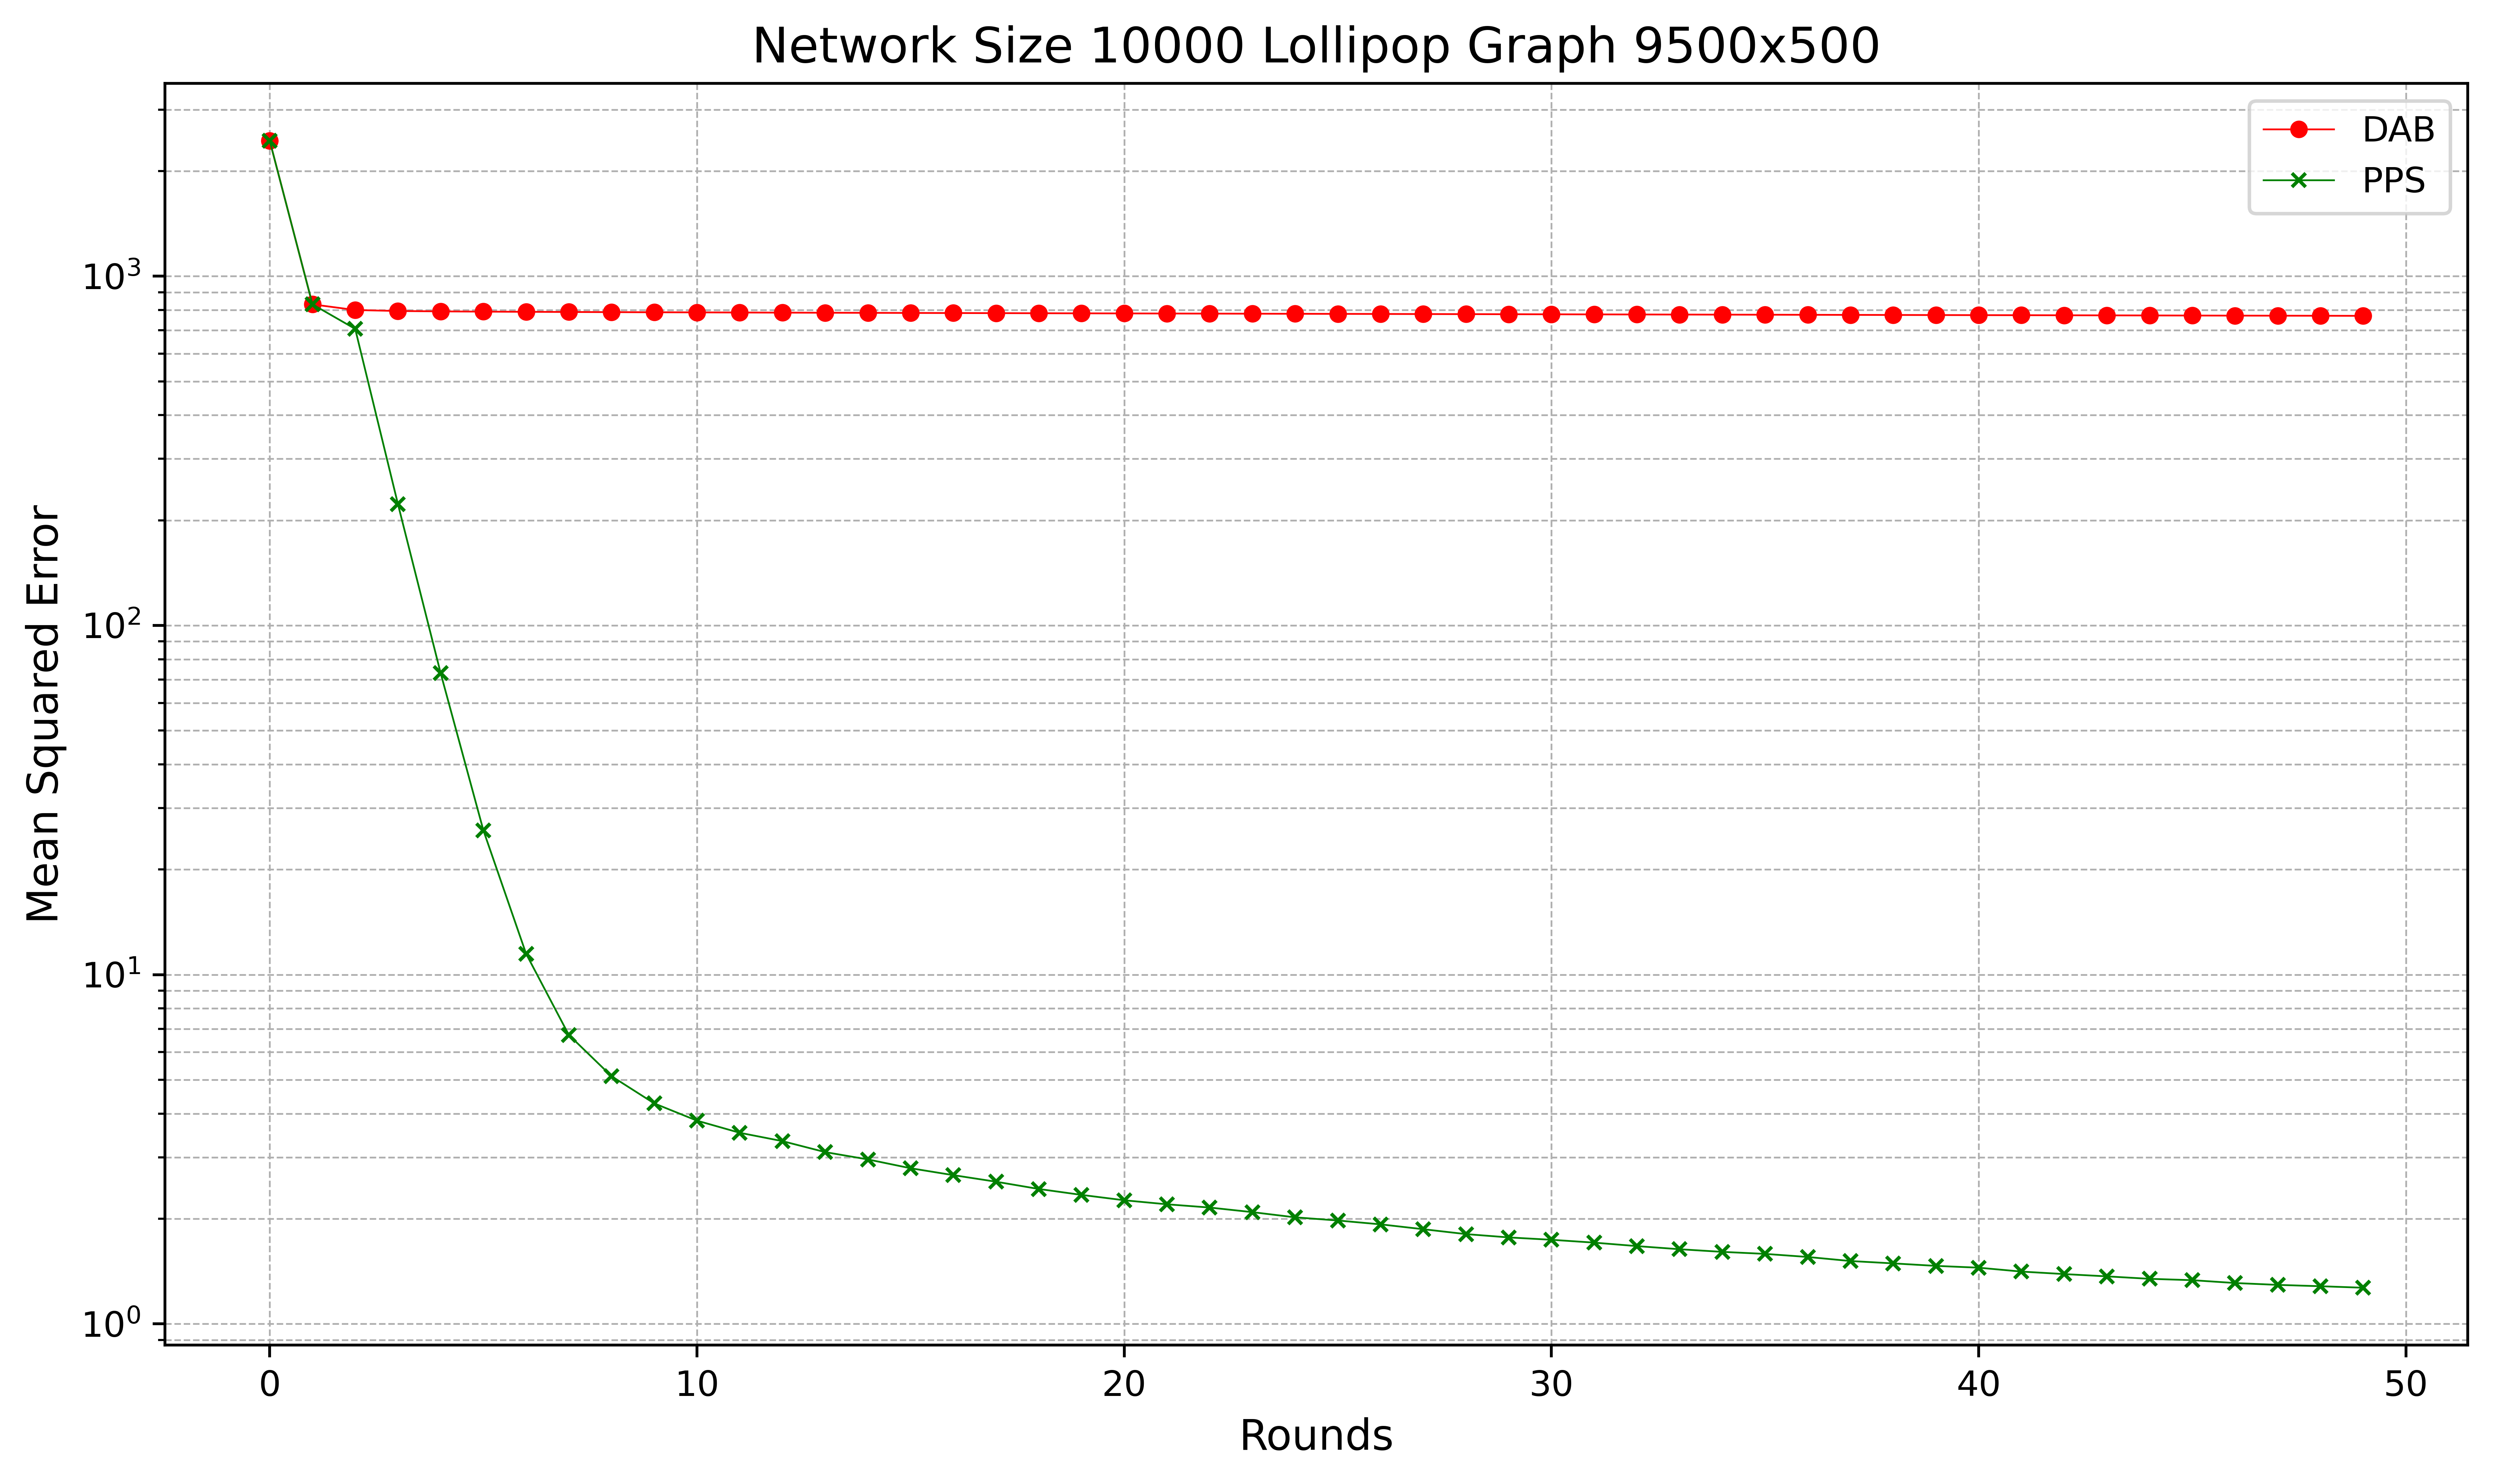 Network Size 10000 Lollipop Graph 9500x500
DAB
PPS
Mean Squared Error
10³
10²
10¹
10⁰
0 10 20 30 40 50
Rounds